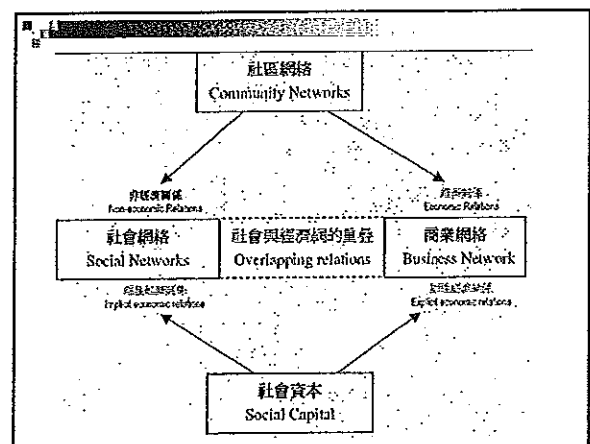 社區網絡
Community Networks
非經濟關係
Non-economic Relations
經濟關係
Economic Relations
社會網絡
Social Networks
社會與經濟網的重疊
Overlapping relations
商業網絡
Business Network
Implicit economic relations
Explicit economic relations
社會資本
Social Capital